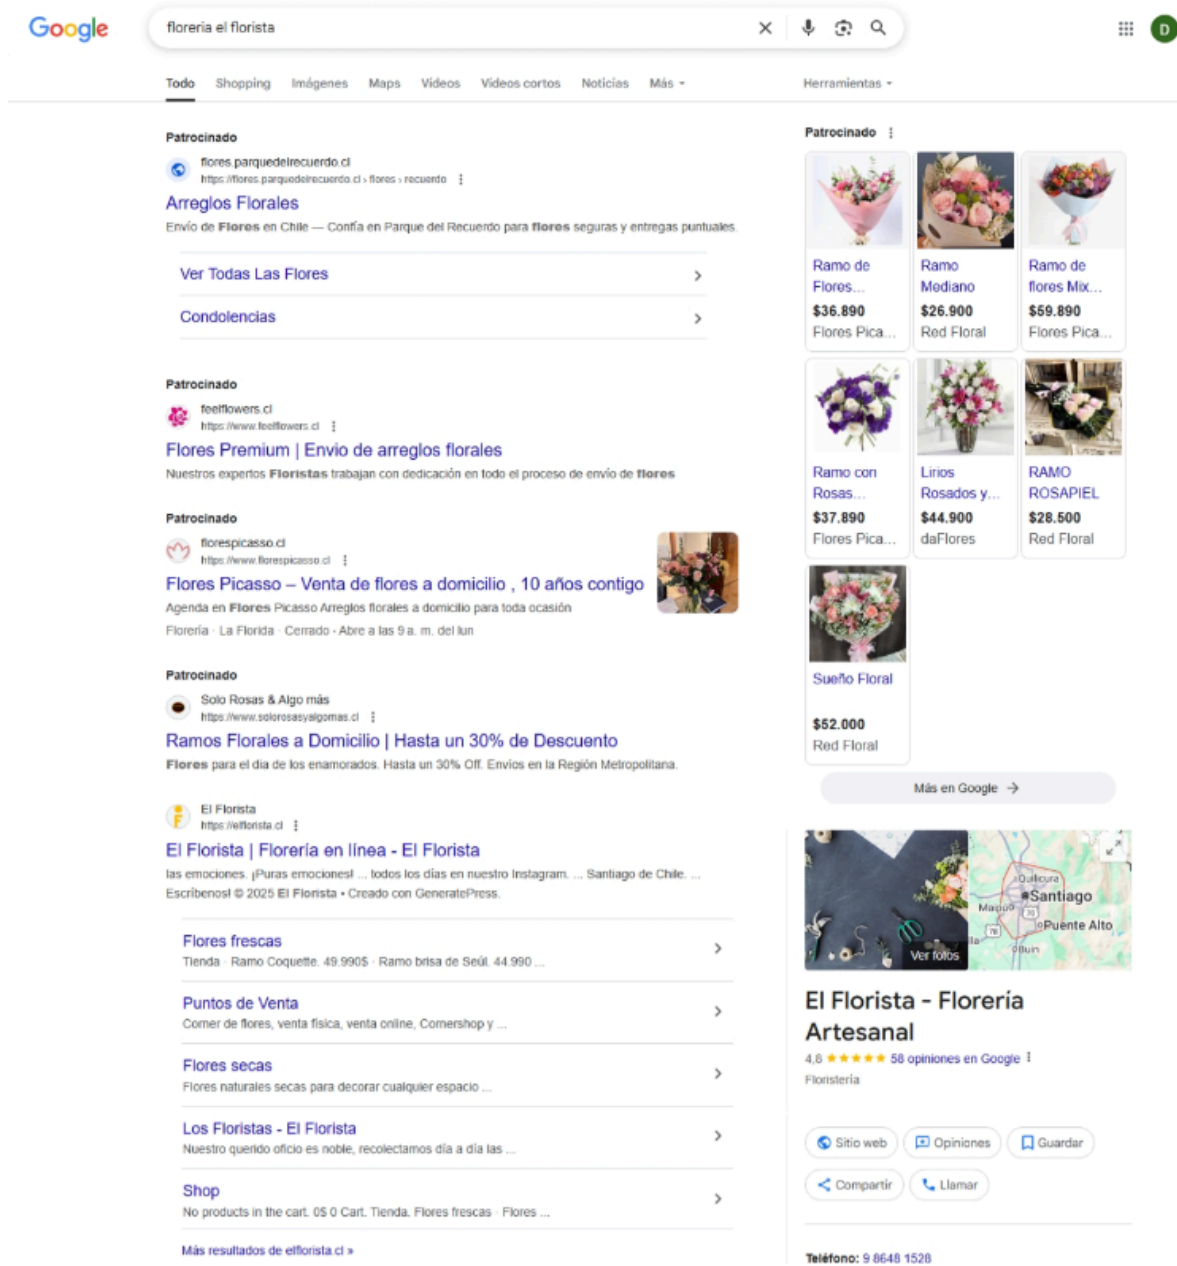 Google
floreria el florista
D
Todo Shopping Imágenes Maps Videos Videos cortos Noticias Más Herramientas
Patrocinado
flores.parquedelrecuerdo.cl
https://flores.parquedelrecuerdo.cl › flores › recuerdo
Arreglos Florales
Envío de Flores en Chile — Confía en Parque del Recuerdo para flores seguras y entregas puntuales.
Ver Todas Las Flores
Condolencias
Patrocinado
feelflowers.cl
https://www.feelflowers.cl
Flores Premium | Envio de arreglos florales
Nuestros expertos Floristas trabajan con dedicación en todo el proceso de envío de flores
Patrocinado
florespicasso.cl
https://www.florespicasso.cl
Flores Picasso – Venta de flores a domicilio , 10 años contigo
Agenda en Flores Picasso Arreglos florales a domicilio para toda ocasión
Florería · La Florida · Cerrado · Abre a las 9 a. m. del lun
Patrocinado
Solo Rosas & Algo más
https://www.solorosasyalgomas.cl
Ramos Florales a Domicilio | Hasta un 30% de Descuento
Flores para el dia de los enamorados. Hasta un 30% Off. Envíos en la Región Metropolitana.
El Florista
https://elflorista.cl
El Florista | Florería en línea - El Florista
las emociones. ¡Puras emociones! ... todos los días en nuestro Instagram. ... Santiago de Chile. ...
Escríbenos! © 2025 El Florista • Creado con GeneratePress.
Flores frescas
Tienda · Ramo Coquette. 49.990$ · Ramo brisa de Seúl. 44.990 ...
Puntos de Venta
Comer de flores, venta física, venta online, Cornershop y ...
Flores secas
Flores naturales secas para decorar cualquier espacio ...
Los Floristas - El Florista
Nuestro querido oficio es noble, recolectamos día a día las ...
Shop
No products in the cart. 0$ 0 Cart. Tienda. Flores frescas · Flores ...
Más resultados de elflorista.cl »
Patrocinado
Ramo de
Flores...
$36.890
Flores Pica...
Ramo
Mediano
$26.900
Red Floral
Ramo de
flores Mix...
$59.890
Flores Pica...
Ramo con
Rosas...
$37.890
Flores Pica...
Lirios
Rosados y...
$44.900
daFlores
RAMO
ROSAPIEL
$28.500
Red Floral
Sueño Floral
$52.000
Red Floral
Más en Google →
Ver fotos
Quilicura
Santiago
Maipú
70
Puente Alto
78
la
Buin
El Florista - Florería
Artesanal
4,8 ★★★★★ 58 opiniones en Google
Floristería
Sitio web
Opiniones
Guardar
Compartir
Llamar
Teléfono: 9 8648 1528